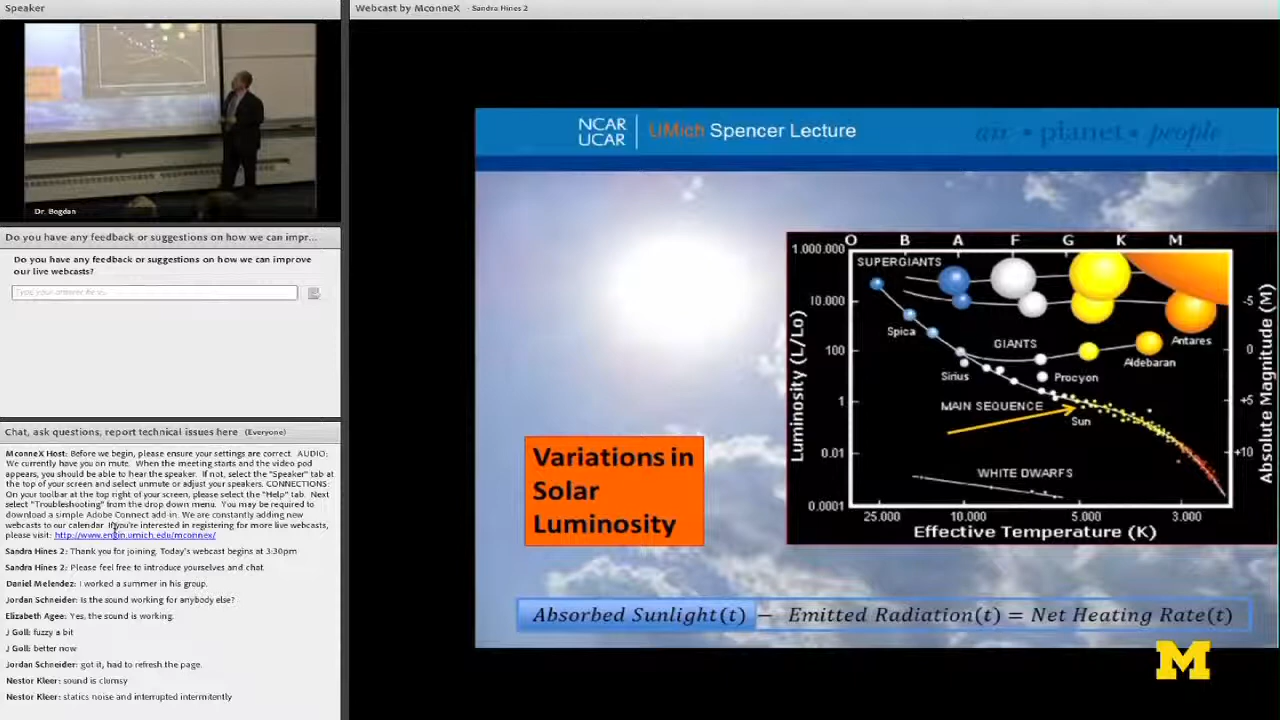 Speaker
Dr. Bogdan
Do you have any feedback or suggestions on how we can impr...
Do you have any feedback or suggestions on how we can improve
our live webcasts?
Type your answer here.
Chat, ask questions, report technical issues here (Everyone)
MconneX Host: Before we begin, please ensure your settings are correct. AUDIO:
We currently have you on mute. When the meeting starts and the video pod
appears, you should be able to hear the speaker. If not, select the "Speaker" tab at
the top of your screen and select unmute or adjust your speakers. CONNECTIONS:
On your toolbar at the top right of your screen, please select the "Help" tab. Next
select "Troubleshooting" from the drop down menu. You may be required to
download a simple Adobe Connect add-in. We are constantly adding new
webcasts to our calendar. If you're interested in registering for more live webcasts,
please visit: http://www.engin.umich.edu/mconnex/
Sandra Hines 2: Thank you for joining. Today's webcast begins at 3:30pm
Sandra Hines 2: Please feel free to introduce yourselves and chat.
Daniel Melendez: I worked a summer in his group.
Jordan Schneider: Is the sound working for anybody else?
Elizabeth Agee: Yes, the sound is working.
J Goll: fuzzy a bit
J Goll: better now
Jordan Schneider: got it, had to refresh the page.
Nestor Kleer: sound is clumsy
Nestor Kleer: statics noise and interrupted intermitently
Webcast by MconneX - Sandra Hines 2
NCAR
UCAR
UMich Spencer Lecture
air • planet • people
O B A F G K M
1.000.000
10.000
100
1
0.01
0.0001
Luminosity (L/Lo)
SUPERGIANTS
Spica
GIANTS
Antares
Aldebaran
Sirius
Procyon
MAIN SEQUENCE
Sun
WHITE DWARFS
-5
0
+5
+10
Absolute Magnitude (M)
25.000 10.000 5.000 3.000
Effective Temperature (K)
Variations in
Solar
Luminosity
Absorbed Sunlight(t) − Emitted Radiation(t) = Net Heating Rate(t)
M